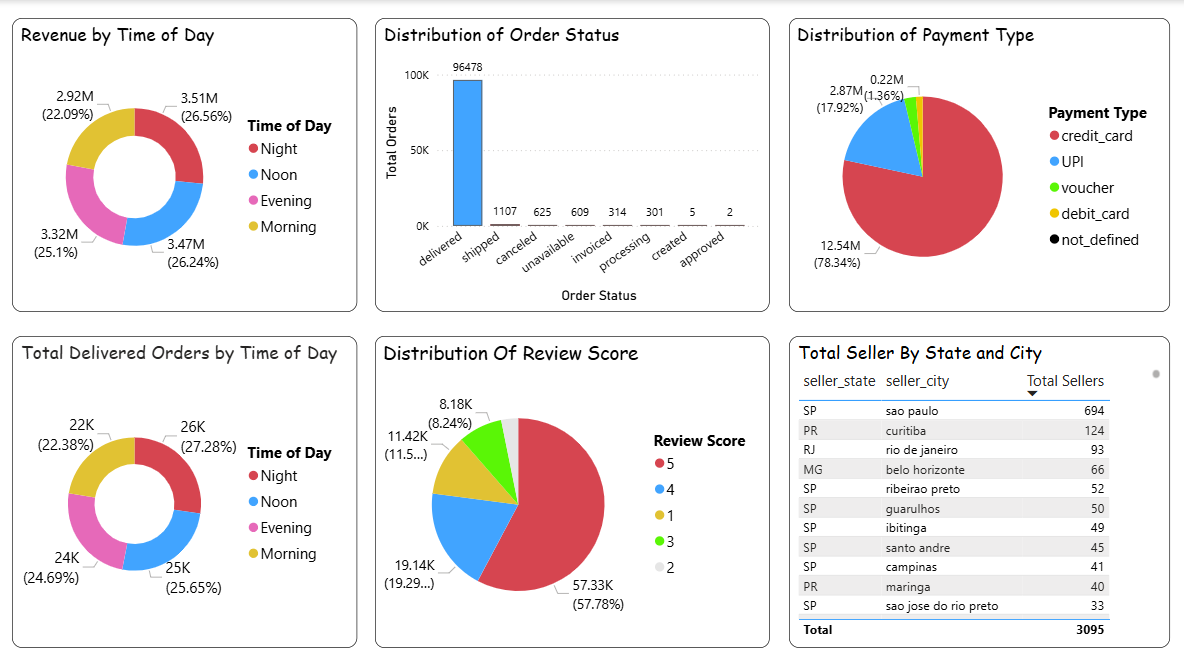 Revenue by Time of Day
2.92M
(22.09%)
3.51M
(26.56%)
3.32M
(25.1%)
3.47M
(26.24%)
Time of Day
Night
Noon
Evening
Morning
Distribution of Order Status
Total Orders
100K
50K
0K
96478
1107
625
609
314
301
5
2
delivered
shipped
canceled
unavailable
invoiced
processing
created
approved
Order Status
Distribution of Payment Type
0.22M
(1.36%)
2.87M
(17.92%)
12.54M
(78.34%)
Payment Type
credit_card
UPI
voucher
debit_card
not_defined
Total Delivered Orders by Time of Day
22K
(22.38%)
26K
(27.28%)
24K
(24.69%)
25K
(25.65%)
Time of Day
Night
Noon
Evening
Morning
Distribution Of Review Score
8.18K
(8.24%)
11.42K
(11.5...)
19.14K
(19.29...)
57.33K
(57.78%)
Review Score
5
4
1
3
2
Total Seller By State and City
seller_state seller_city Total Sellers
SP sao paulo 694
PR curitiba 124
RJ rio de janeiro 93
MG belo horizonte 66
SP ribeirao preto 52
SP guarulhos 50
SP ibitinga 49
SP santo andre 45
SP campinas 41
PR maringa 40
SP sao jose do rio preto 33
Total 3095